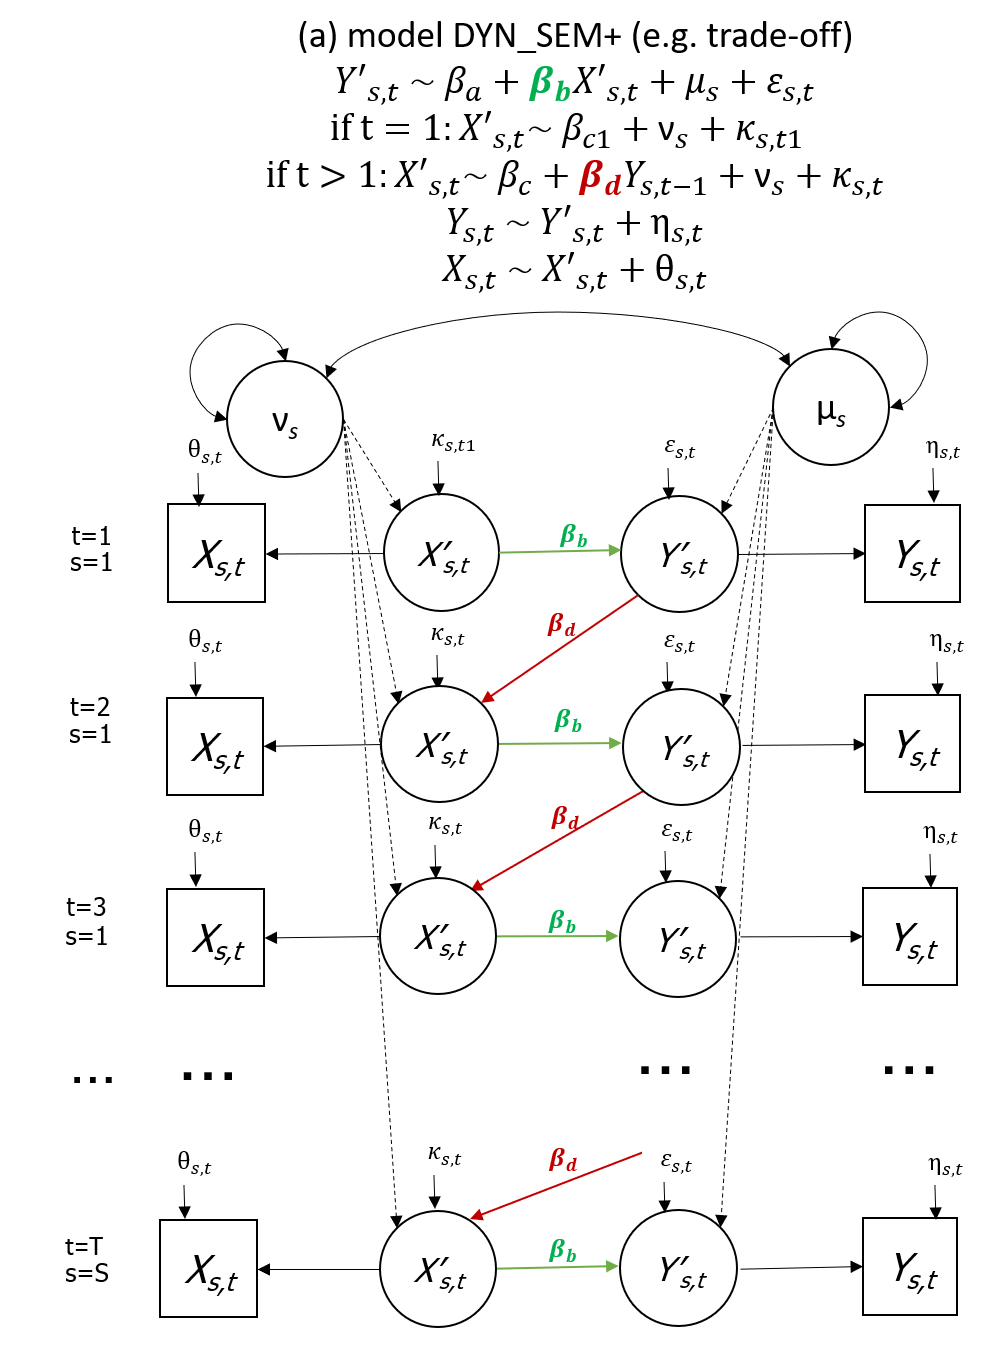 (a) model DYN_SEM+ (e.g. trade-off)
Y′s,t ~ βa + βbX′s,t + μs + εs,t
if t = 1: X′s,t~ βc1 + νs + κs,t1
if t > 1: X′s,t~ βc + βdYs,t−1 + νs + κs,t
Ys,t ~ Y′s,t + ηs,t
Xs,t ~ X′s,t + θs,t
νs
μs
θs,t
κs,t1
εs,t
ηs,t
t=1
s=1
Xs,t
X′s,t
βb
Y′s,t
Ys,t
βd
θs,t
κs,t
εs,t
ηs,t
t=2
s=1
Xs,t
X′s,t
βb
Y′s,t
Ys,t
βd
θs,t
κs,t
εs,t
ηs,t
t=3
s=1
Xs,t
X′s,t
βb
Y′s,t
Ys,t
... ... ... ...
βd
θs,t
κs,t
εs,t
ηs,t
t=T
s=S
Xs,t
X′s,t
βb
Y′s,t
Ys,t